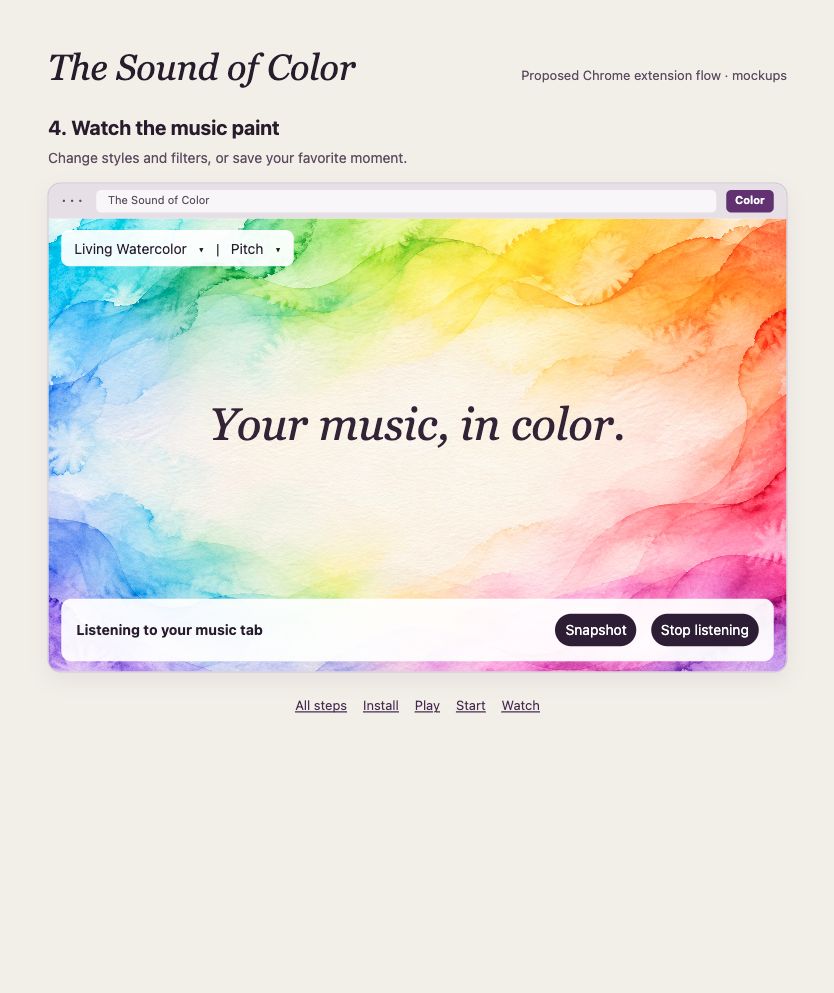 The Sound of Color
Proposed Chrome extension flow · mockups
4. Watch the music paint
Change styles and filters, or save your favorite moment.
The Sound of Color
Color
Living Watercolor ▾ | Pitch ▾
Your music, in color.
Listening to your music tab
Snapshot
Stop listening
All steps Install Play Start Watch